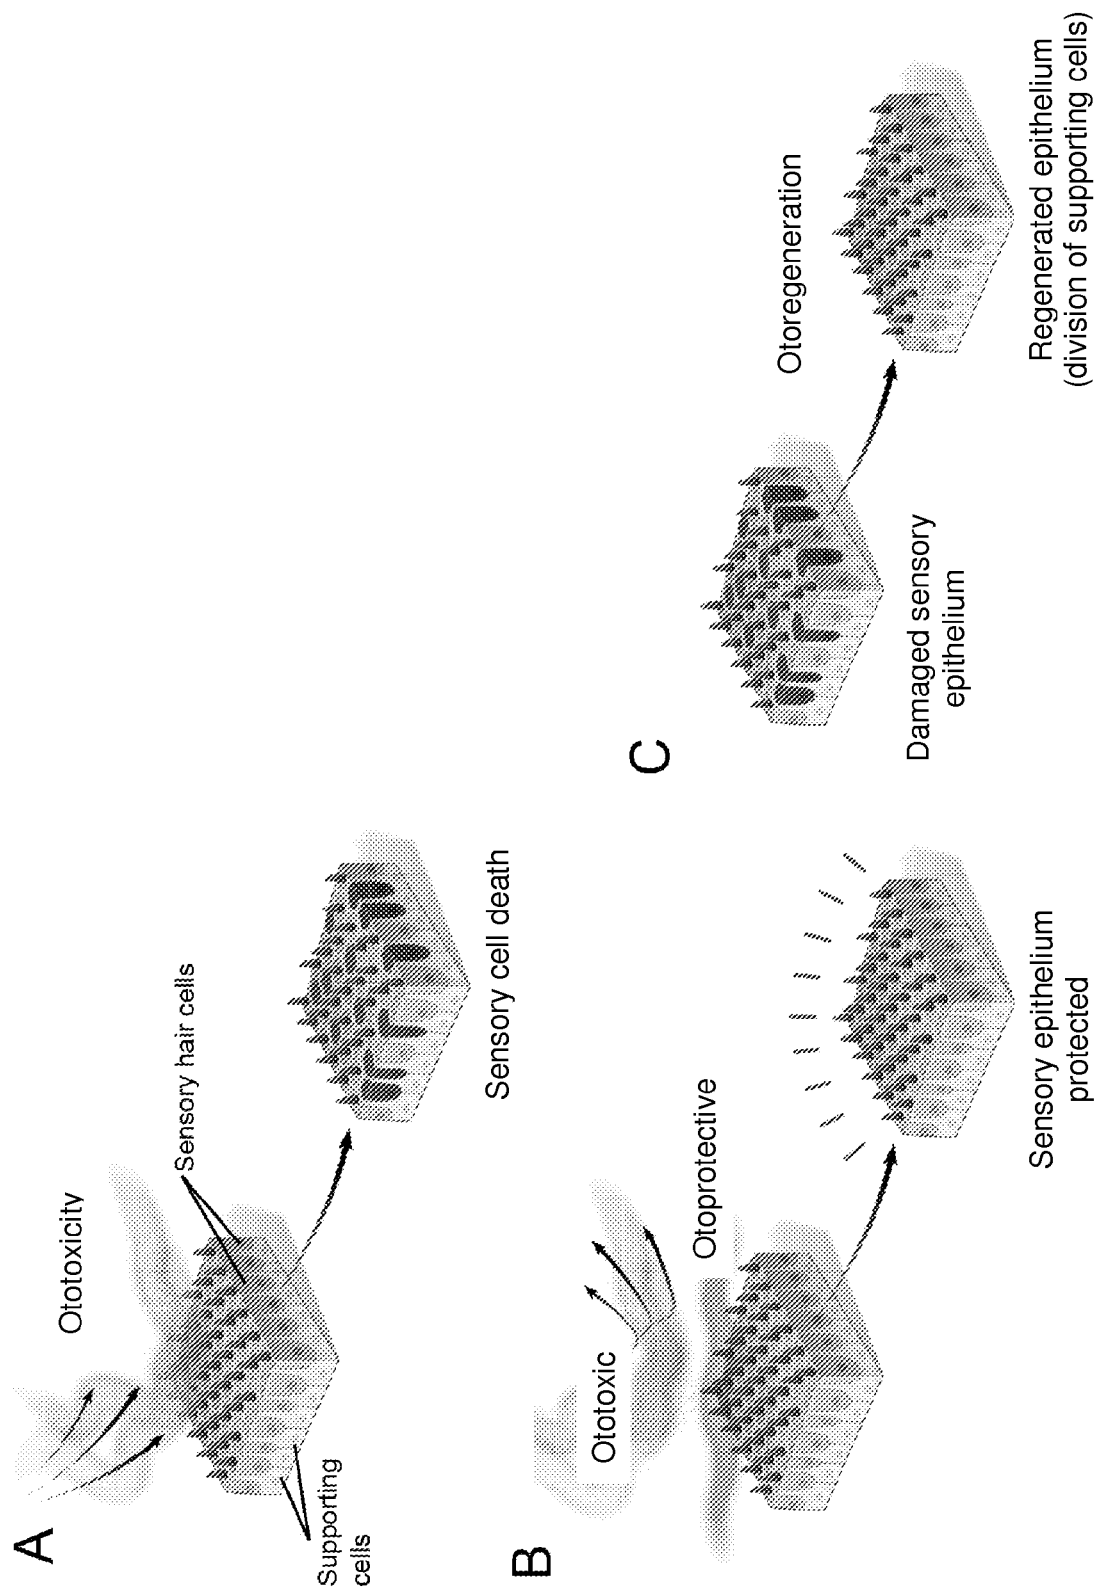 A
Ototoxicity
Sensory hair cells
Supporting
cells
Sensory cell death
B
Ototoxic
Otoprotective
Sensory epithelium
protected
C
Otoregeneration
Damaged sensory
epithelium
Regenerated epithelium
(division of supporting cells)